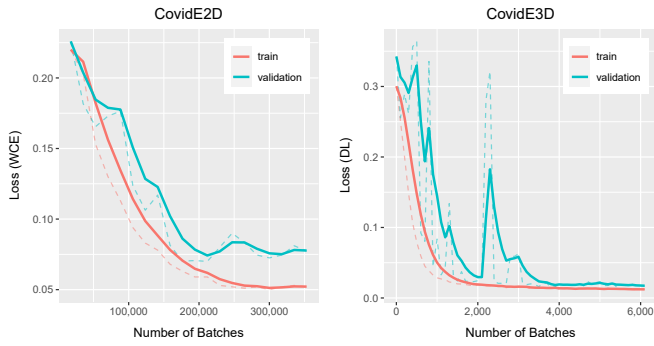 CovidE2D
train
validation
0.20
0.15
0.10
0.05
Loss (WCE)
100,000 200,000 300,000
Number of Batches
CovidE3D
train
validation
0.3
0.2
0.1
0.0
Loss (DL)
0 2,000 4,000 6,000
Number of Batches